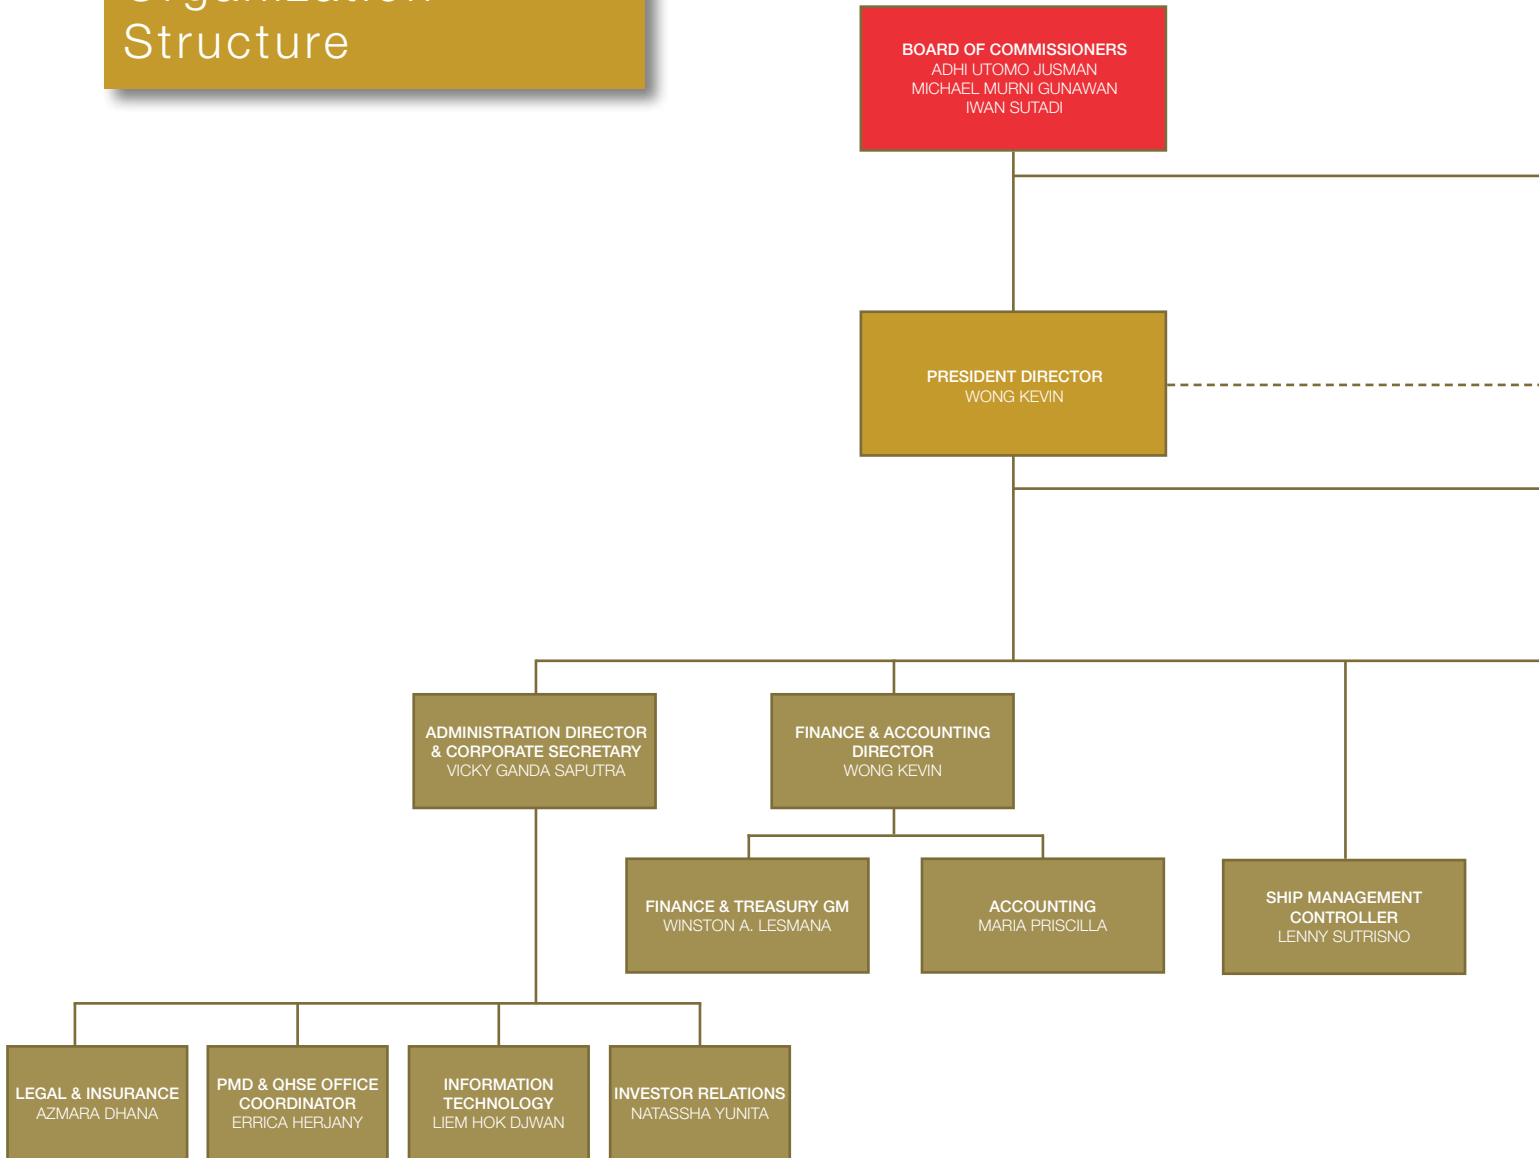 Organization
Structure
BOARD OF COMMISSIONERS
ADHI UTOMO JUSMAN
MICHAEL MURNI GUNAWAN
IWAN SUTADI
PRESIDENT DIRECTOR
WONG KEVIN
ADMINISTRATION DIRECTOR
& CORPORATE SECRETARY
VICKY GANDA SAPUTRA
FINANCE & ACCOUNTING
DIRECTOR
WONG KEVIN
FINANCE & TREASURY GM
WINSTON A. LESMANA
ACCOUNTING
MARIA PRISCILLA
SHIP MANAGEMENT
CONTROLLER
LENNY SUTRISNO
LEGAL & INSURANCE
AZMARA DHANA
PMD & QHSE OFFICE
COORDINATOR
ERRICA HERJANY
INFORMATION
TECHNOLOGY
LIEM HOK DJWAN
INVESTOR RELATIONS
NATASSHA YUNITA